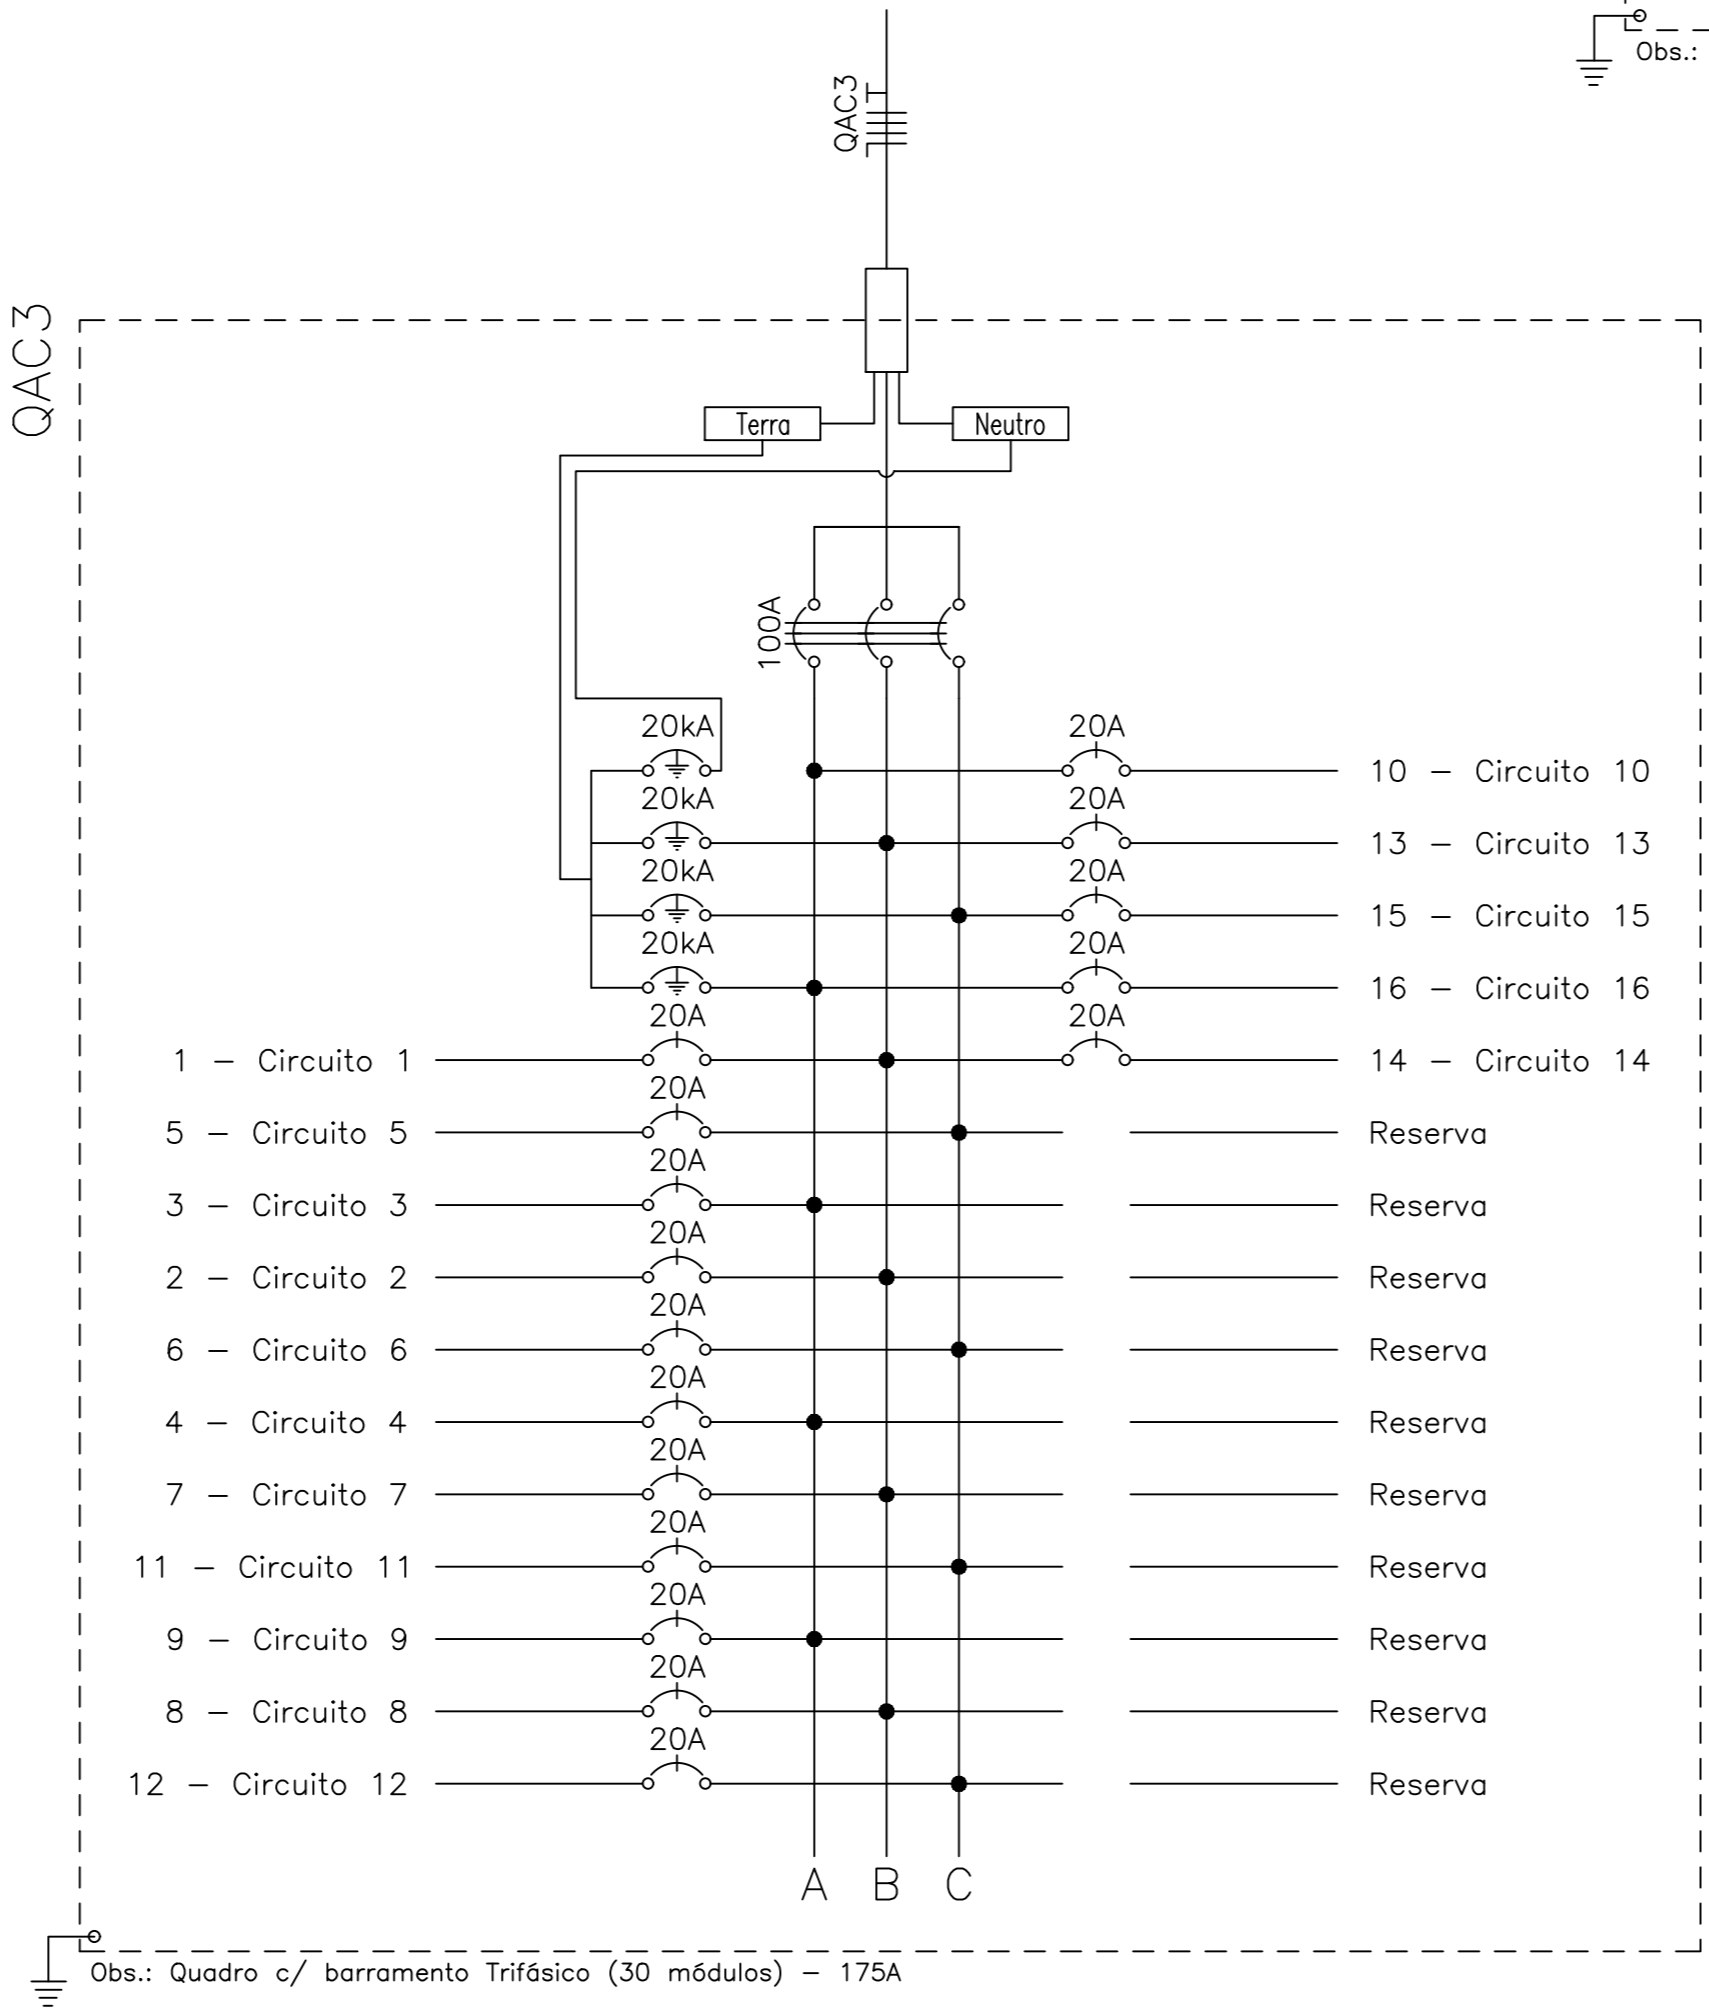 Obs.:
QAC3
QAC3
Terra
Neutro
100A
20kA
20A
10 – Circuito 10
20kA
20A
13 – Circuito 13
20kA
20A
15 – Circuito 15
20kA
20A
16 – Circuito 16
20A
20A
1 – Circuito 1
14 – Circuito 14
20A
5 – Circuito 5
Reserva
20A
3 – Circuito 3
Reserva
20A
2 – Circuito 2
Reserva
20A
6 – Circuito 6
Reserva
20A
4 – Circuito 4
Reserva
20A
7 – Circuito 7
Reserva
20A
11 – Circuito 11
Reserva
20A
9 – Circuito 9
Reserva
20A
8 – Circuito 8
Reserva
20A
12 – Circuito 12
Reserva
A B C
Obs.: Quadro c/ barramento Trifásico (30 módulos) – 175A